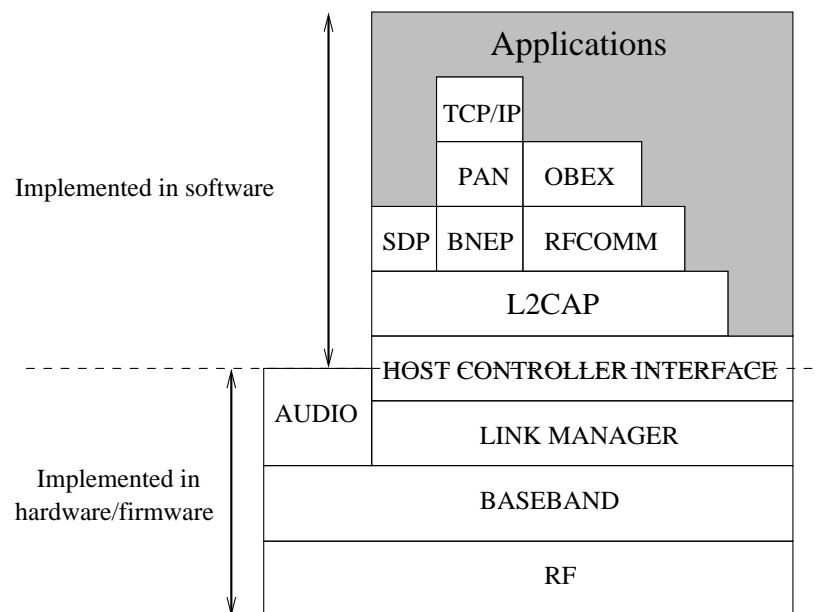 Applications
TCP/IP
PAN
OBEX
Implemented in software
SDP
BNEP
RFCOMM
L2CAP
HOST CONTROLLER INTERFACE
AUDIO
LINK MANAGER
Implemented in
hardware/firmware
BASEBAND
RF